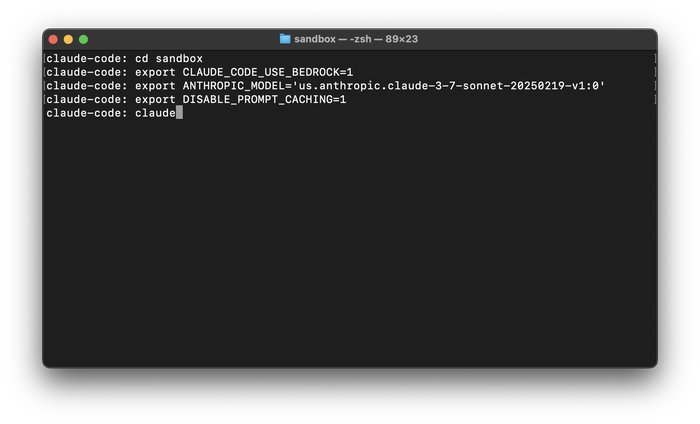 sandbox — -zsh — 89×23
[claude-code: cd sandbox ]
[claude-code: export CLAUDE_CODE_USE_BEDROCK=1 ]
[claude-code: export ANTHROPIC_MODEL='us.anthropic.claude-3-7-sonnet-20250219-v1:0' ]
[claude-code: export DISABLE_PROMPT_CACHING=1 ]
claude-code: claude